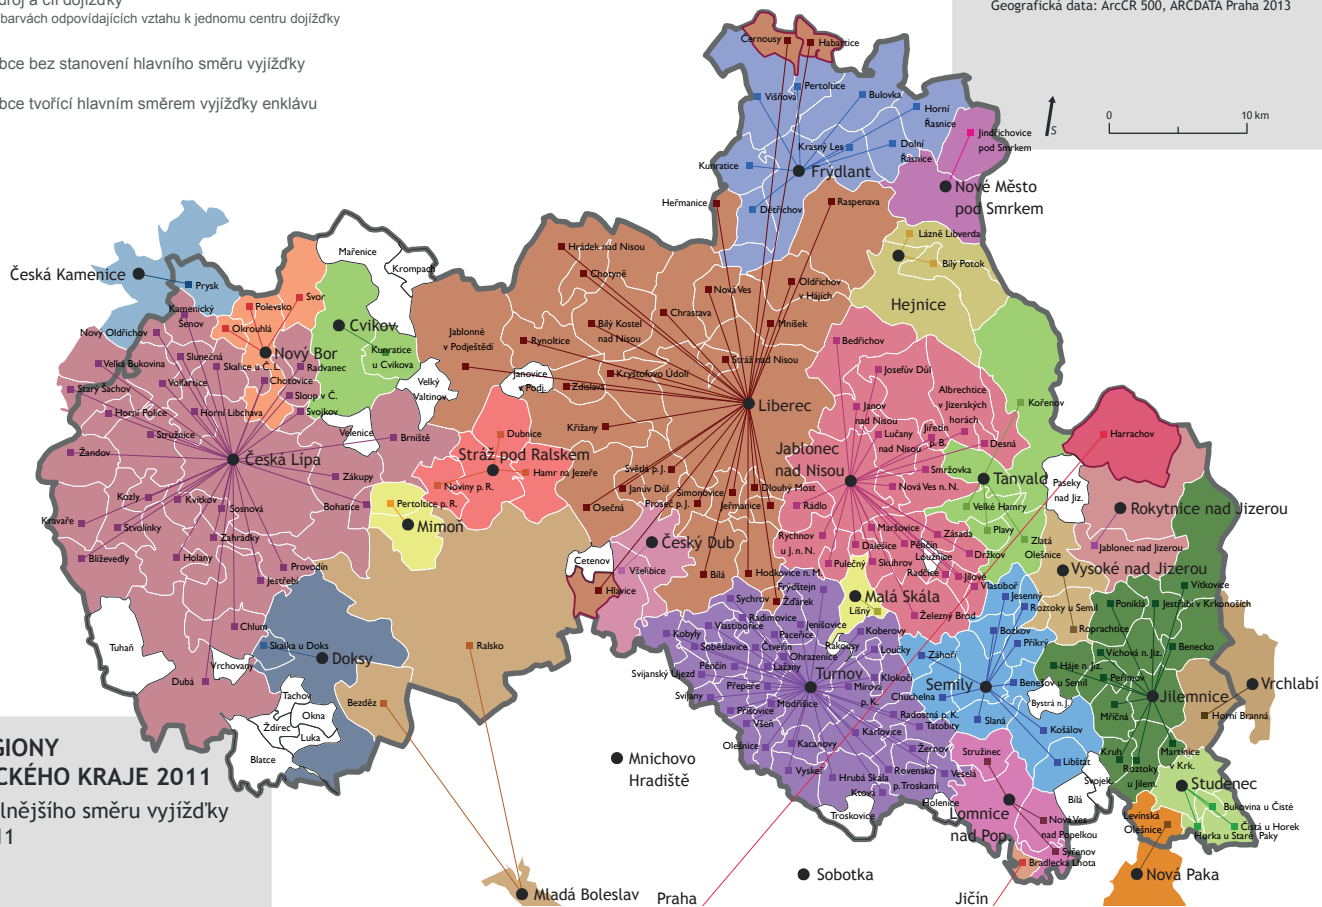 droj a cíl dojížďky
barvách odpovídajících vztahu k jednomu centru dojížďky
bce bez stanovení hlavního směru vyjížďky
bce tvořící hlavním směrem vyjížďky enklávu
Geografická data: ArcČR 500, ARCDATA Praha 2013
S
0
10 km
Černousy
Habartice
Pertoltice
Višňová
Bulovka
Horní
Řasnice
Jindřichovice
pod Smrkem
Krásný Les
Dolní
Řasnice
Kunratice
Frýdlant
Nové Město
pod Smrkem
Heřmanice
Dětřichov
Raspenava
Lázně Libverda
Bílý Potok
Hejnice
Česká Kamenice
Prysk
Mařenice
Krompach
Hrádek nad Nisou
Chotyně
Nová Ves
Oldřichov
v Hájích
Kamenický
Šenov
Polevsko
Svor
Cvikov
Chrastava
Mníšek
Nový Oldřichov
Okrouhlá
Jablonné
v Podještědí
Rynoltice
Bílý Kostel
nad Nisou
Bedřichov
Nový Bor
Kunratice
u Cvikova
Stráž nad Nisou
Velká Bukovina
Slunečná
Skalice u Č. L.
Radvanec
Josefův Důl
Volfartice
Chotovice
Velký
Valtinov
Janovice
v Podj.
Zdislava
Kryštofovo Údolí
Albrechtice
v Jizerských
horách
Starý Šachov
Sloup v Č.
Liberec
Janov
nad Nisou
Kořenov
Horní Police
Horní Libchava
Svojkov
Velenice
Brniště
Dubnice
Křižany
Lučany
nad Nisou
Jiřetín
p. B.
Desná
Harrachov
Stružnice
Stráž pod Ralskem
Jablonec
nad Nisou
Žandov
Česká Lípa
Hamr na Jezeře
Světlá p.J.
Smržovka
Tanvald
Paseky
nad Jiz.
Zákupy
Noviny p. R.
Janův Důl
Šimonovice
Dlouhý Most
Nová Ves n. N.
Kozly
Kvítkov
Sosnová
Bohatice
Pertoltice p. R.
Osečná
Proseč p. J.
Jeřmanice
Rádlo
Velké Hamry
Rokytnice nad Jizerou
Kravaře
Stvolínky
Mimoň
Maršovice
Zásada
Plavy
Zahrádky
Český Dub
Rychnov
u J. n. N.
Dalešice
Pěnčín
Zlatá
Olešnice
Jablonec nad Jizerou
Blíževedly
Holany
Provodín
Cetenov
Všelibice
Loužnice
Držkov
Jestřebí
Bílá
Hodkovice n. M.
Pulečný
Skuhrov
Radčice
Jílové
Vysoké nad Jizerou
Hlavice
Frýdštejn
Vlastiboř
Vítkovice
Sychrov
Žďárek
Malá Skála
Jesenný
Líšný
Roztoky u Semil
Poniklá
Jestřabí v Krkonoších
Chlum
Radimovice
Železný Brod
Vlastibořice
Jenišovice
Koberovy
Bozkov
Roprachtice
Tuhaň
Skalka u Doks
Doksy
Ralsko
Kobyly
Paceřice
Soběslavice
Čtveřín
Rakousy
Loučky
Příkrý
Víchová n. Jiz.
Benecko
Vrchovany
Ohrazenice
Záhoří
Háje n. Jiz.
Pěnčín
Lažany
Turnov
Klokočí
Semily
Peřimov
Dubá
Svijanský Újezd
Přepeře
Mírová
p. K.
Benešov u Semil
Vrchlabí
Tachov
Bezděz
Svijany
Modřišice
Chuchelna
Bystrá n. J.
Jilemnice
Okna
Příšovice
Radostná p. K.
Mříčná
Horní Branná
Ždírec
Všeň
Tatobity
Slaná
Luka
Karlovice
Košťálov
Olešnice
Kacanovy
Žernov
Stružinec
Martinice
v Krk.
Blatce
Mnichovo
Hradiště
Kruh
Libštát
Roztoky
u Jilem.
Vyskeř
Hrubá Skála
Rovensko
p. Troskami
Veselá
Svojek
Studenec
GIONY
CKÉHO KRAJE 2011
lnějšího směru vyjížďky
11
Ktová
Holenice
Bílá
Bukovina u Čisté
Troskovice
Lomnice
nad Pop.
Nová Ves
nad Popelkou
Levínská
Olešnice
Čistá u Horek
Horka u Staré Paky
Syřenov
Bradlecká Lhota
Sobotka
Nová Paka
Mladá Boleslav
Praha
Jičín